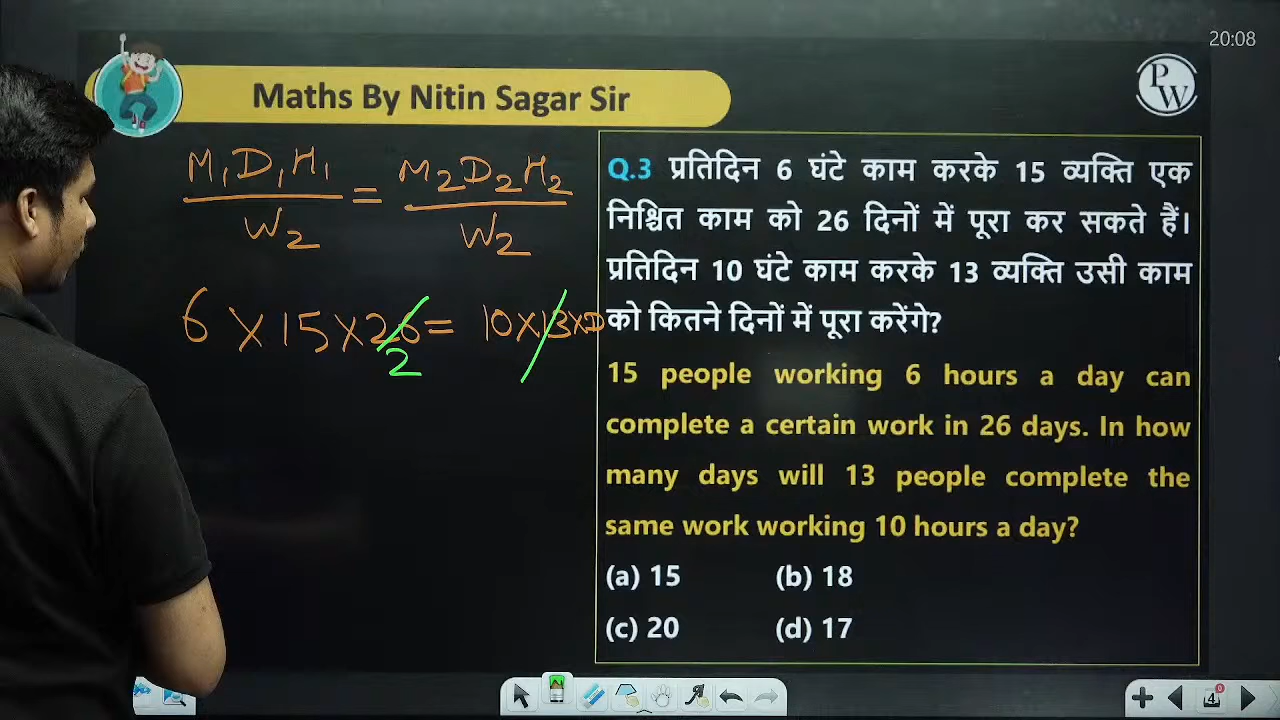 20:08
Maths By Nitin Sagar Sir
PW
M₁D₁H₁/W₂ = M₂D₂H₂/W₂
6 × 15 × 26 = 10 × 13 × D
2
Q.3 प्रतिदिन 6 घंटे काम करके 15 व्यक्ति एक
निश्चित काम को 26 दिनों में पूरा कर सकते हैं।
प्रतिदिन 10 घंटे काम करके 13 व्यक्ति उसी काम
को कितने दिनों में पूरा करेंगे?
15 people working 6 hours a day can
complete a certain work in 26 days. In how
many days will 13 people complete the
same work working 10 hours a day?
(a) 15 (b) 18
(c) 20 (d) 17
4